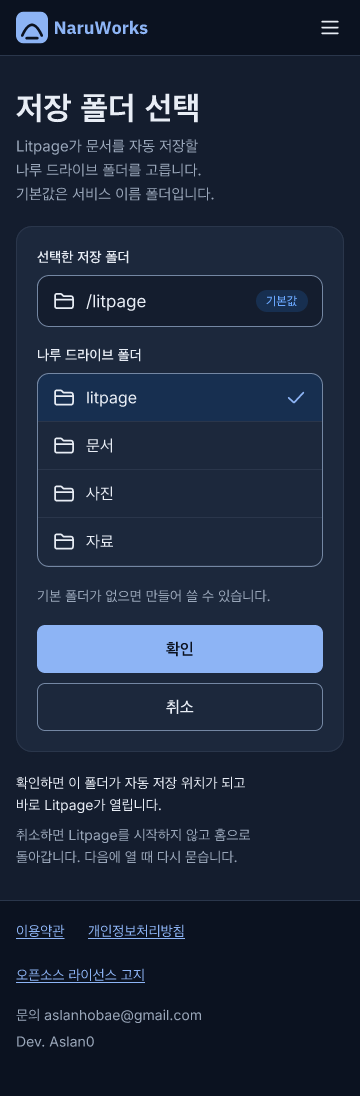 NaruWorks
저장 폴더 선택
Litpage가 문서를 자동 저장할
나루 드라이브 폴더를 고릅니다.
기본값은 서비스 이름 폴더입니다.
선택한 저장 폴더
/litpage
기본값
나루 드라이브 폴더
litpage
문서
사진
자료
기본 폴더가 없으면 만들어 쓸 수 있습니다.
확인
취소
확인하면 이 폴더가 자동 저장 위치가 되고
바로 Litpage가 열립니다.
취소하면 Litpage를 시작하지 않고 홈으로
돌아갑니다. 다음에 열 때 다시 묻습니다.
이용약관 개인정보처리방침
오픈소스 라이선스 고지
문의 aslanhobae@gmail.com
Dev. Aslan0